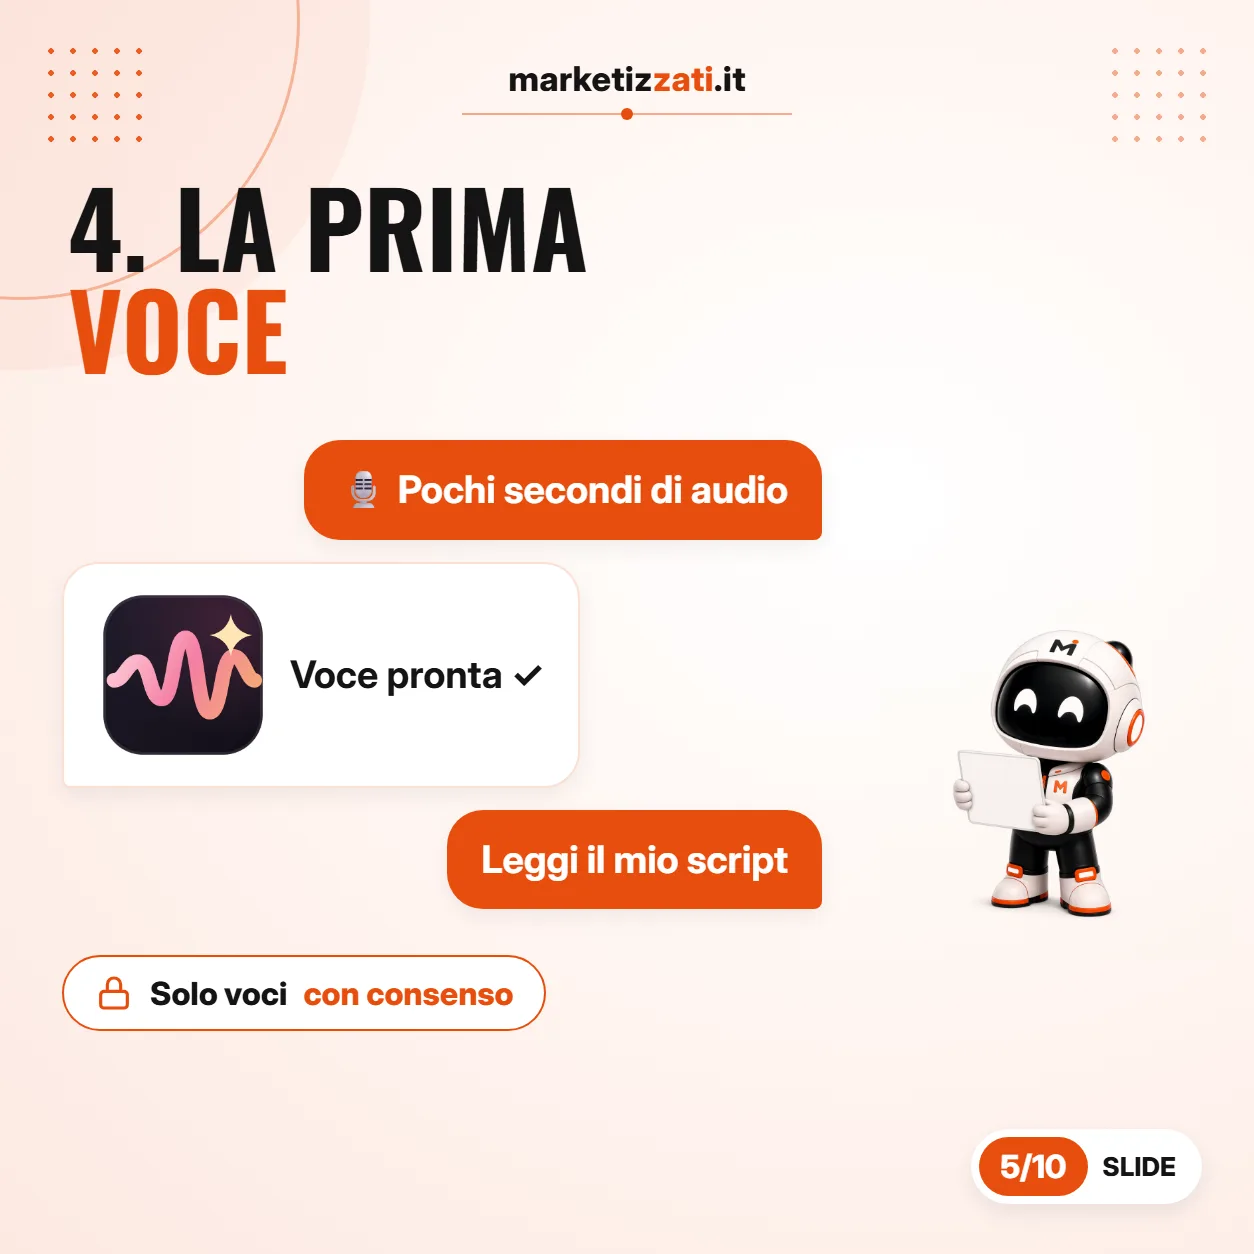 marketizzati.it
4. LA PRIMA
VOCE
Pochi secondi di audio
Voce pronta ✓
Leggi il mio script
Solo voci con consenso
M
M
5/10 SLIDE